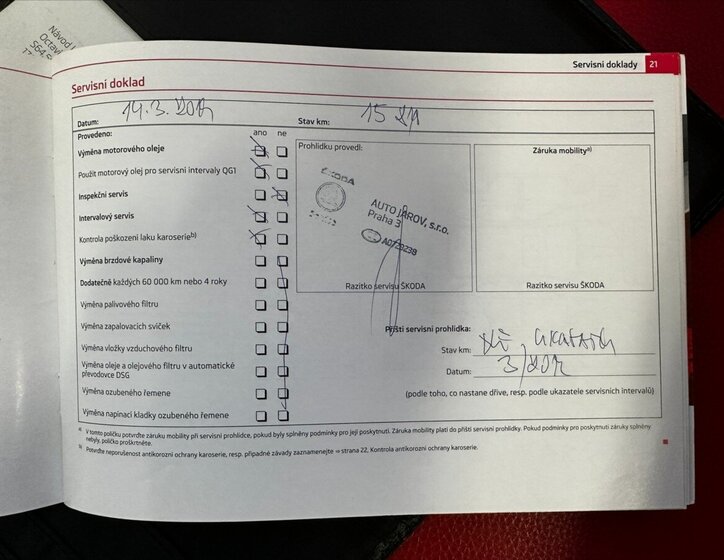 Návod
Octavi
S64.
Servisní doklady 21
Servisní doklad
Datum: 14.3. Stav km: 15
Provedeno: ano ne
Výměna motorového oleje
Použit motorový olej pro servisní intervaly QG1
Inspekční servis
Intervalový servis
Kontrola poškození laku karoserieᵇ⁾
Výměna brzdové kapaliny
Dodatečně každých 60 000 km nebo 4 roky
Výměna palivového filtru
Výměna zapalovacích svíček
Výměna vložky vzduchového filtru
Výměna oleje a olejového filtru v automatické
převodovce DSG
Výměna ozubeného řemene
Výměna napínací kladky ozubeného řemene
Prohlídku provedl:
ŠKODA
AUTO JAROV, s.r.o.
Praha 3
Razítko servisu ŠKODA
Záruka mobilityᵃ⁾
Razítko servisu ŠKODA
Příští servisní prohlídka:
Stav km:
Datum: 3/
(podle toho, co nastane dříve, resp. podle ukazatele servisních intervalů)
ᵃ⁾ V tomto políčku potvrďte záruku mobility při servisní prohlídce, pokud byly splněny podmínky pro její poskytnutí. Záruka mobility platí do příští servisní prohlídky. Pokud podmínky pro poskytnutí záruky splněny
nebyly, políčko proškrtněte.
ᵇ⁾ Potvrďte neporušenost antikorozní ochrany karoserie, resp. případné závady zaznamenejte ⇒ strana 22, Kontrola antikorozní ochrany karoserie.